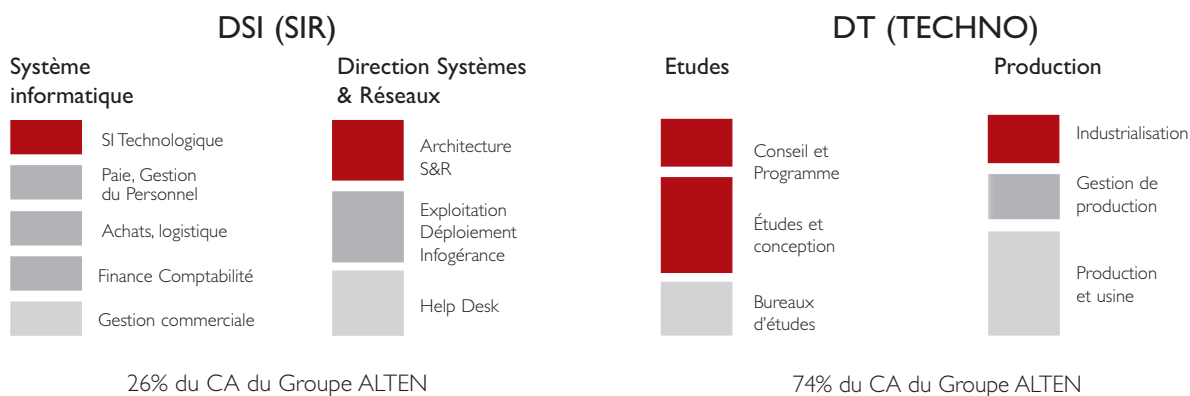 DSI (SIR)
Système
informatique
SI Technologique
Paie, Gestion
du Personnel
Achats, logistique
Finance Comptabilité
Gestion commerciale
Direction Systèmes
& Réseaux
Architecture
S&R
Exploitation
Déploiement
Infogérance
Help Desk
26% du CA du Groupe ALTEN
DT (TECHNO)
Etudes
Conseil et
Programme
Études et
conception
Bureaux
d'études
Production
Industrialisation
Gestion de
production
Production
et usine
74% du CA du Groupe ALTEN